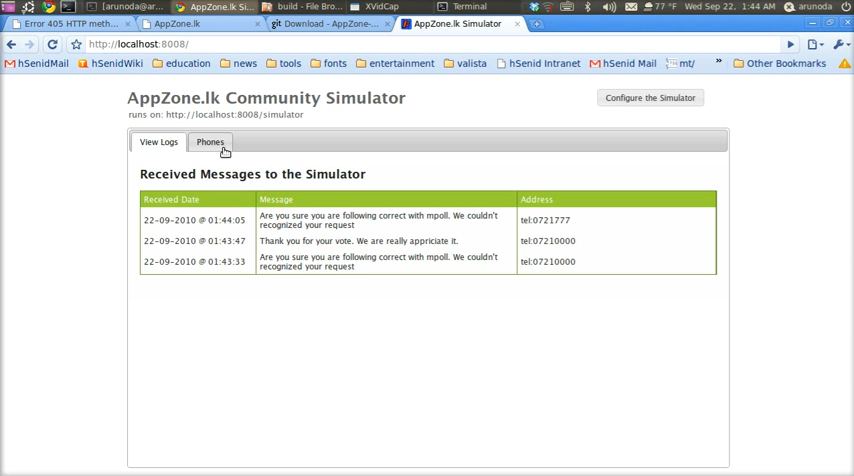 [arunoda@ar...
AppZone.lk Si...
build - File Bro...
XVidCap
Terminal
77 °F
Wed Sep 22, 1:44 AM
arunoda
Error 405 HTTP meth...
AppZone.lk
git Download - AppZone-...
AppZone.lk Simulator
http://localhost:8008/
hSenidMail
hSenidWiki
education
news
tools
fonts
entertainment
valista
hSenid Intranet
hSenid Mail
mt/
»
Other Bookmarks
AppZone.lk Community Simulator
Configure the Simulator
runs on: http://localhost:8008/simulator
View Logs
Phones
Received Messages to the Simulator
Received Date Message Address
22-09-2010 @ 01:44:05 Are you sure you are following correct with mpoll. We couldn't tel:0721777
recognized your request
22-09-2010 @ 01:43:47 Thank you for your vote. We are really appriciate it. tel:07210000
22-09-2010 @ 01:43:33 Are you sure you are following correct with mpoll. We couldn't tel:07210000
recognized your request